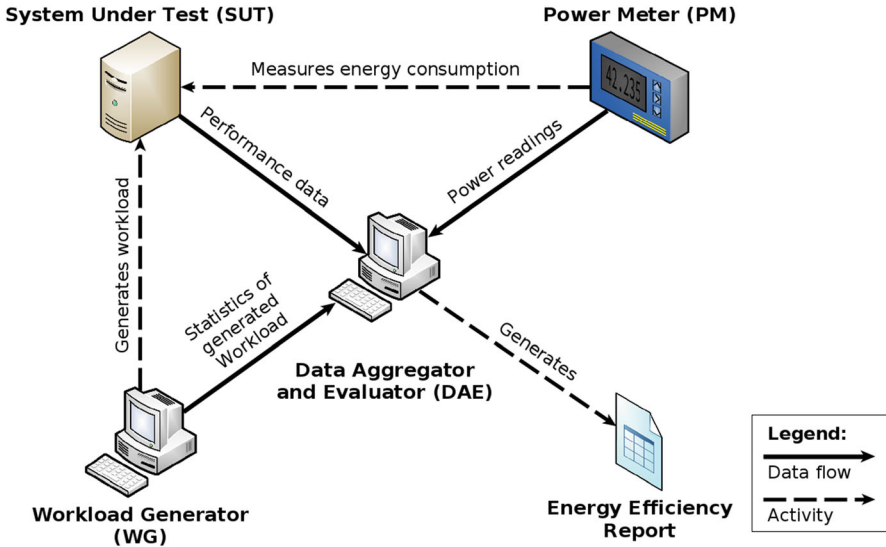 System Under Test (SUT)
Power Meter (PM)
Measures energy consumption
42.235
Performance data
Power readings
Generates workload
Statistics of
generated
Workload
Data Aggregator
and Evaluator (DAE)
Generates
Workload Generator
(WG)
Energy Efficiency
Report
Legend:
Data flow
Activity